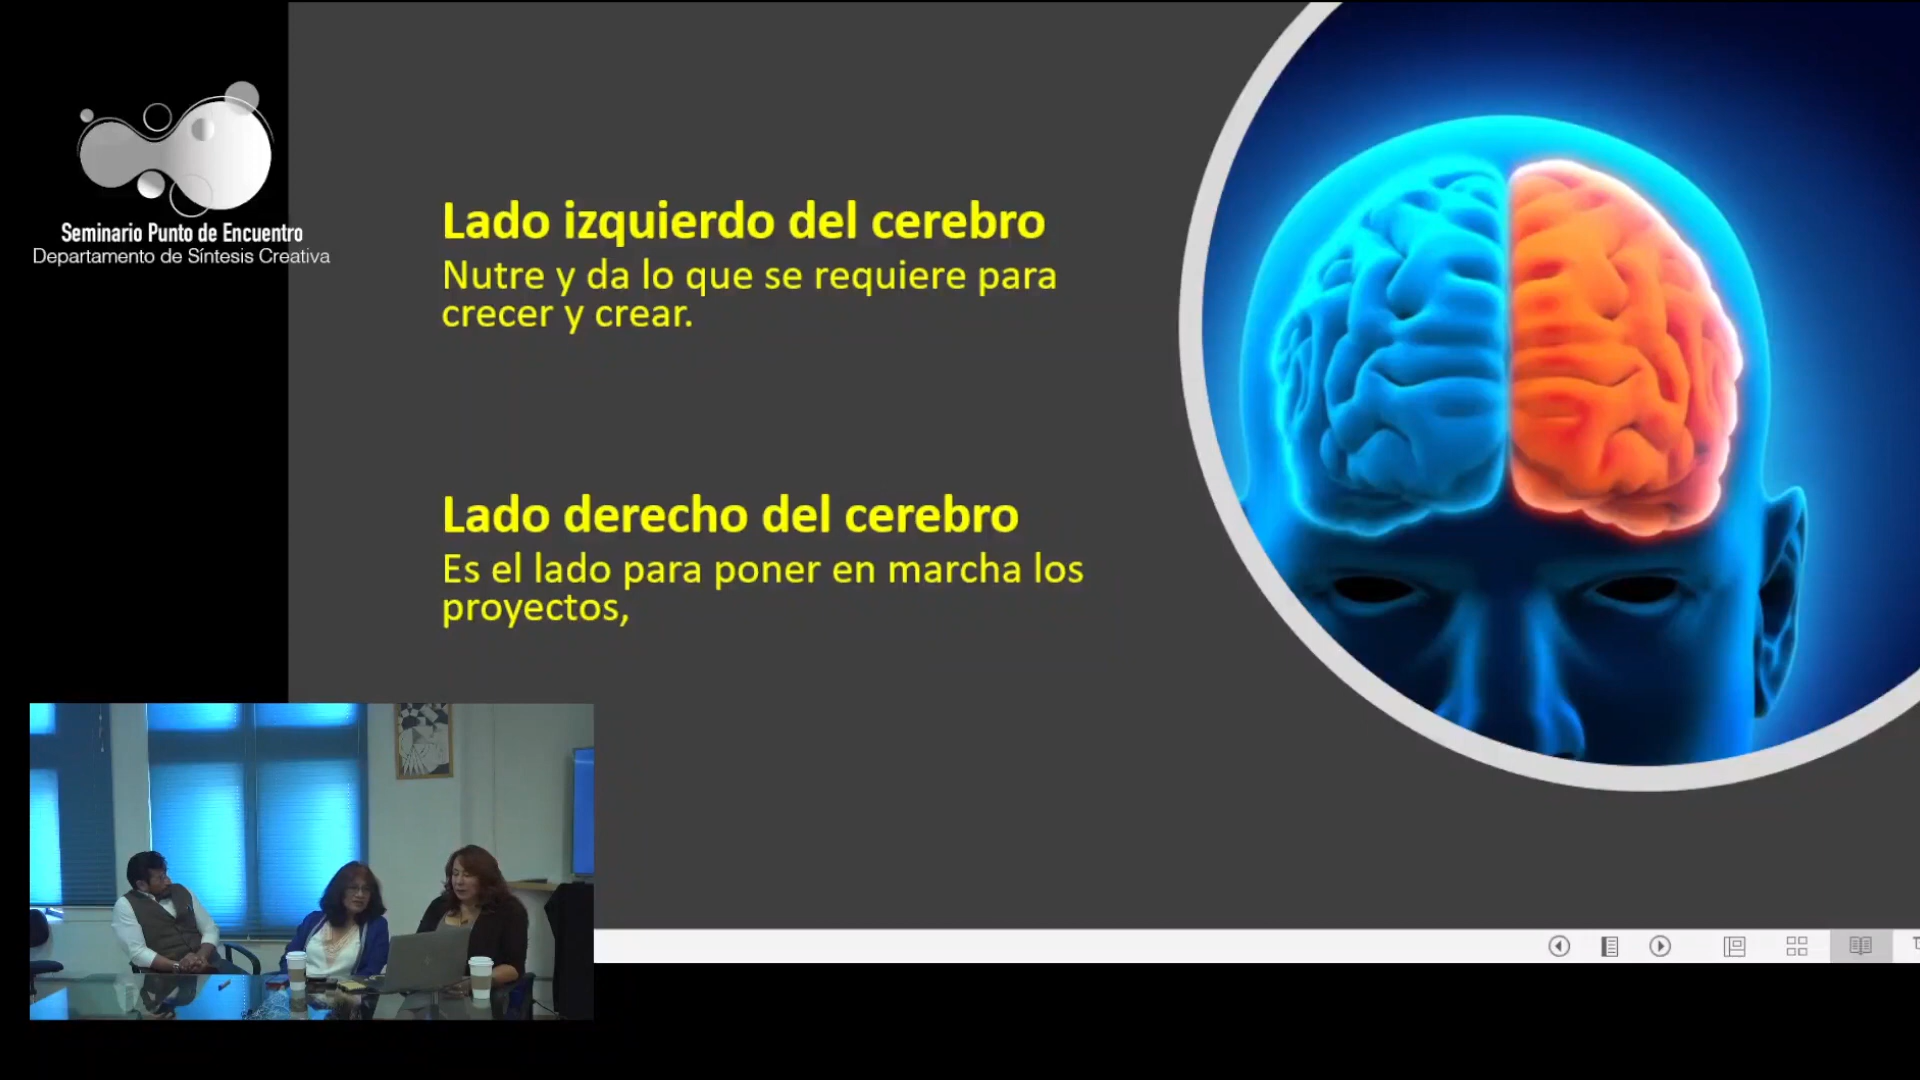 Seminario Punto de Encuentro
Departamento de Síntesis Creativa
Lado izquierdo del cerebro
Nutre y da lo que se requiere para
crecer y crear.
Lado derecho del cerebro
Es el lado para poner en marcha los
proyectos,